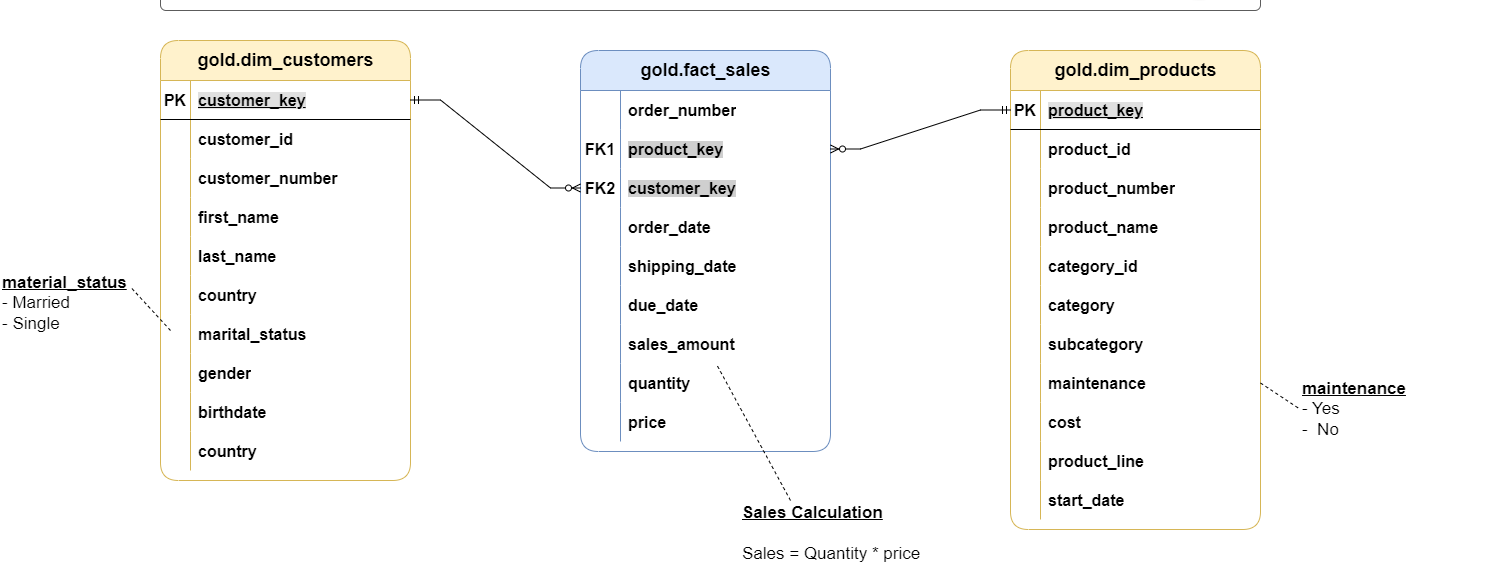 gold.dim_customers
PK customer_key
customer_id
customer_number
first_name
last_name
country
marital_status
gender
birthdate
country
material_status
- Married
- Single
gold.fact_sales
order_number
FK1 product_key
FK2 customer_key
order_date
shipping_date
due_date
sales_amount
quantity
price
Sales Calculation
Sales = Quantity * price
gold.dim_products
PK product_key
product_id
product_number
product_name
category_id
category
subcategory
maintenance
cost
product_line
start_date
maintenance
- Yes
- No